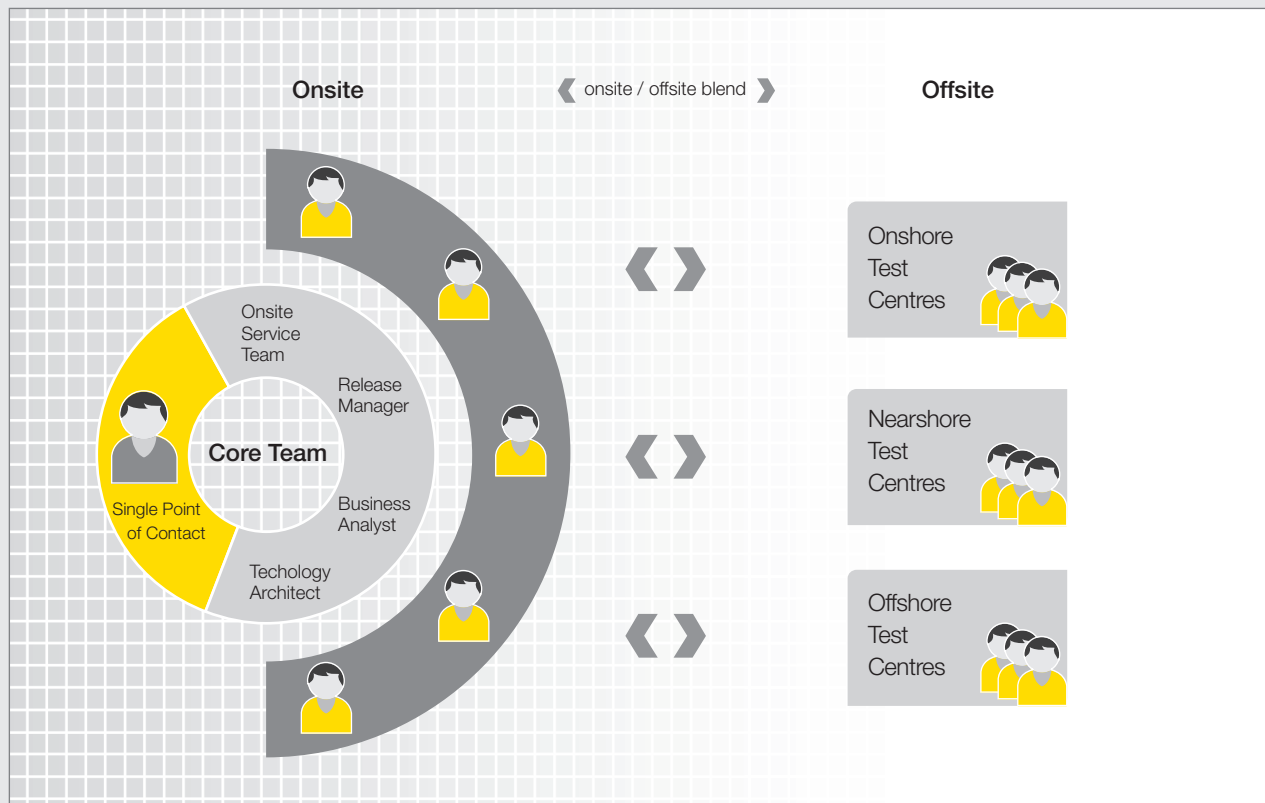 Onsite
onsite / offsite blend
Offsite
Onsite
Service
Team
Release
Manager
Core Team
Business
Analyst
Techology
Architect
Single Point
of Contact
Onshore
Test
Centres
Nearshore
Test
Centres
Offshore
Test
Centres